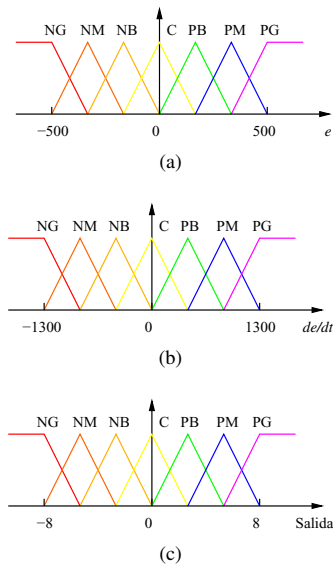 NG NM NB C PB PM PG
−500 0 500 e
(a)
NG NM NB C PB PM PG
−1300 0 1300 de/dt
(b)
NG NM NB C PB PM PG
−8 0 8 Salida
(c)